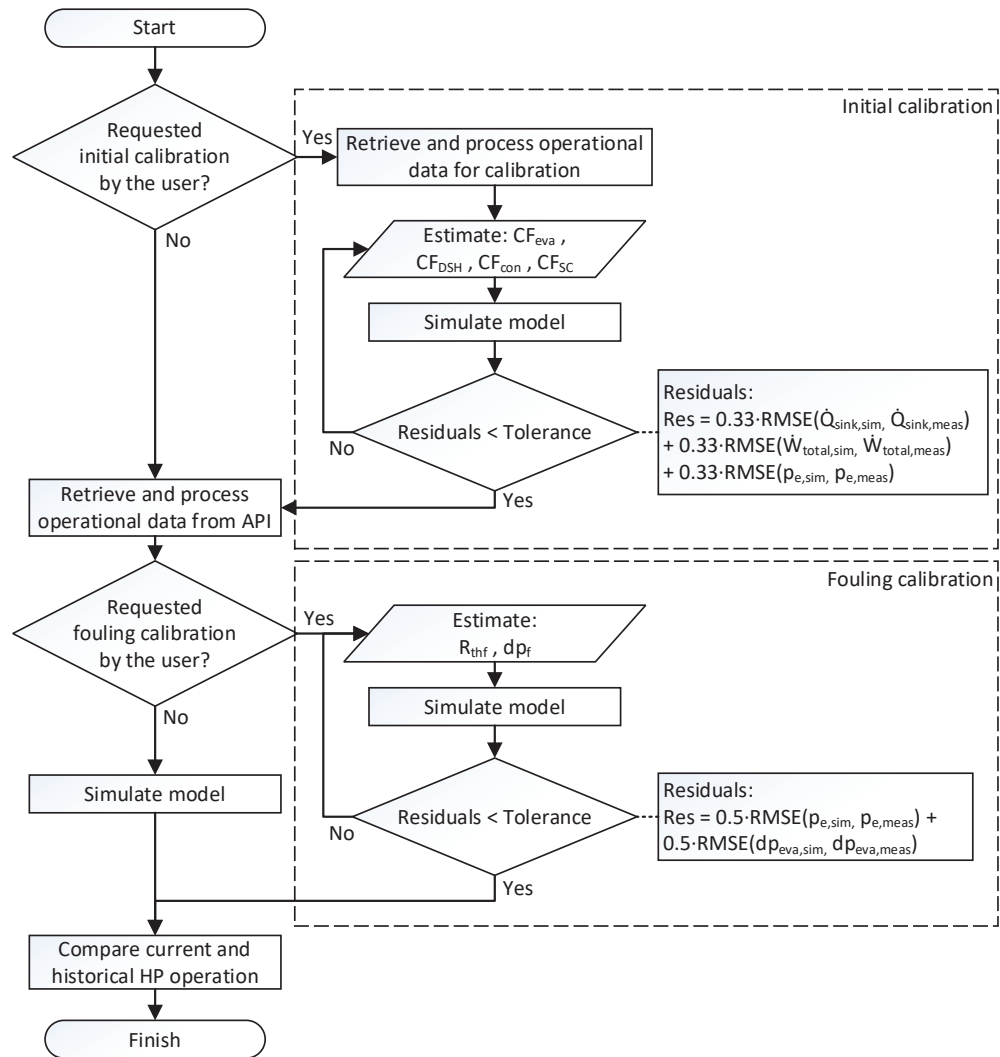 Start
Initial calibration
Requested
initial calibration
by the user?
Yes
Retrieve and process operational
data for calibration
No
Estimate: CFeva ,
CFDSH , CFcon , CFSC
Simulate model
Residuals < Tolerance
No
Yes
Residuals:
Res = 0.33·RMSE(Q̇sink,sim, Q̇sink,meas)
+ 0.33·RMSE(Ẇtotal,sim, Ẇtotal,meas)
+ 0.33·RMSE(pe,sim, pe,meas)
Retrieve and process
operational data from API
Fouling calibration
Requested
fouling calibration
by the user?
Yes
Estimate:
Rthf , dpf
No
Simulate model
Simulate model
Residuals < Tolerance
No
Yes
Residuals:
Res = 0.5·RMSE(pe,sim, pe,meas) +
0.5·RMSE(dpeva,sim, dpeva,meas)
Compare current and
historical HP operation
Finish